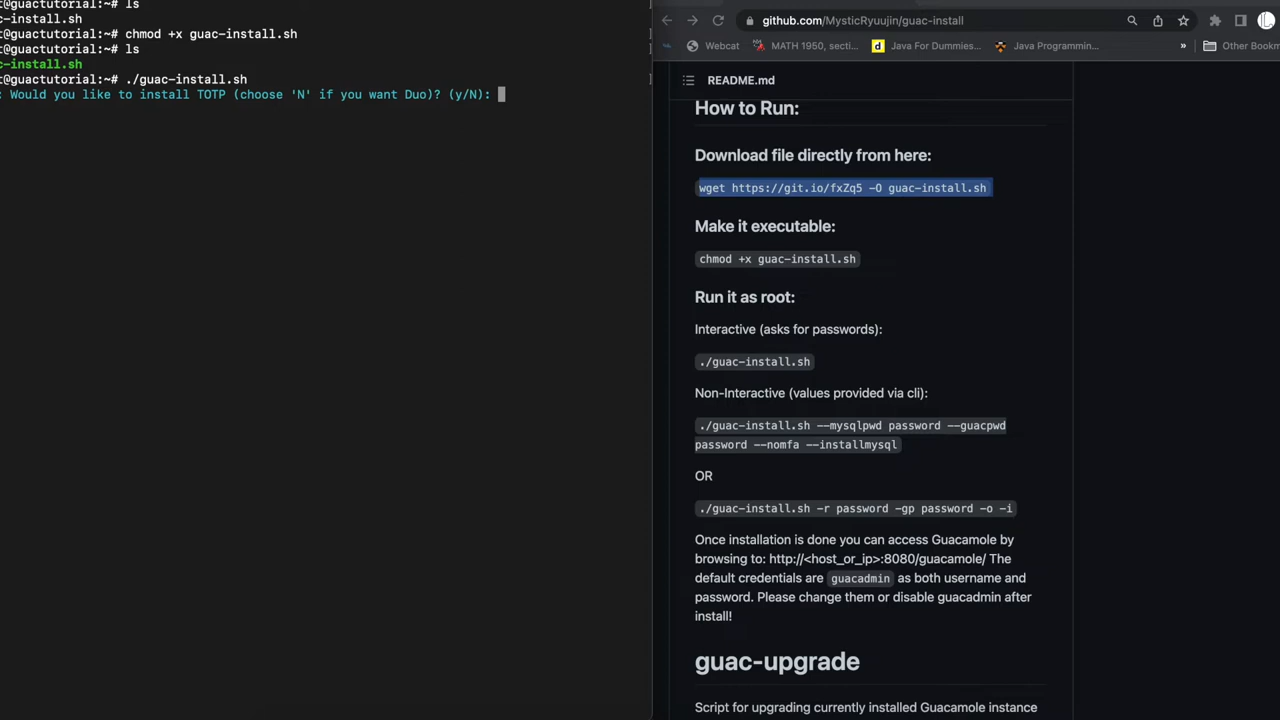 t@guactutorial:~# ls
c-install.sh
t@guactutorial:~# chmod +x guac-install.sh
t@guactutorial:~# ls
c-install.sh
t@guactutorial:~# ./guac-install.sh
: Would you like to install TOTP (choose 'N' if you want Duo)? (y/N):
github.com/MysticRyuujin/guac-install
Webcat
MATH 1950, secti...
Java For Dummies...
Java Programmin...
»
Other Bookm
README.md
How to Run:
Download file directly from here:
wget https://git.io/fxZq5 -O guac-install.sh
Make it executable:
chmod +x guac-install.sh
Run it as root:
Interactive (asks for passwords):
./guac-install.sh
Non-Interactive (values provided via cli):
./guac-install.sh --mysqlpwd password --guacpwd
password --nomfa --installmysql
OR
./guac-install.sh -r password -gp password -o -i
Once installation is done you can access Guacamole by
browsing to: http://<host_or_ip>:8080/guacamole/ The
default credentials are guacadmin as both username and
password. Please change them or disable guacadmin after
install!
guac-upgrade
Script for upgrading currently installed Guacamole instance